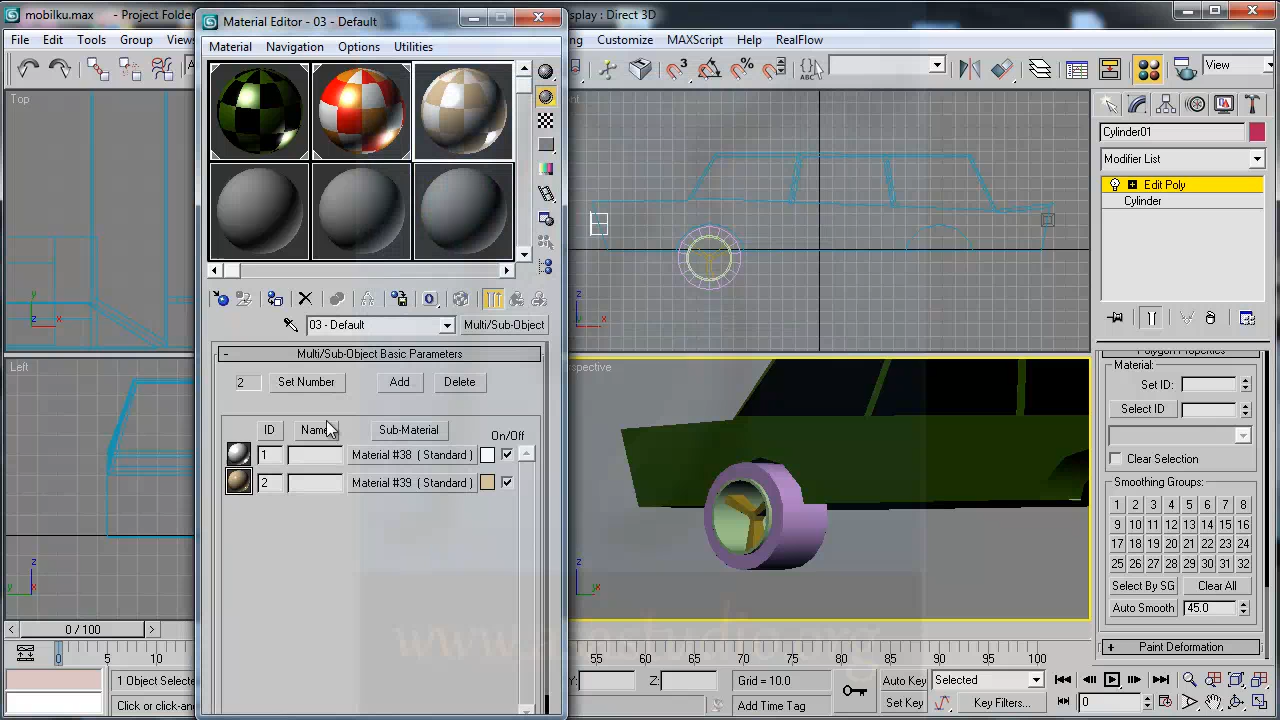 mobilku.max - Project Folder
Material Editor - 03 - Default
Display : Direct 3D
File Edit Tools Group Views
Material Navigation Options Utilities
Customize MAXScript Help RealFlow
View
Top
Cylinder01
Modifier List
Edit Poly
Cylinder
03 - Default
Multi/Sub-Object
- Multi/Sub-Object Basic Parameters
2 Set Number Add Delete
ID Name Sub-Material On/Off
1 Material #38 ( Standard )
2 Material #39 ( Standard )
Left
Polygon Properties
Material:
Set ID:
Select ID
Clear Selection
Smoothing Groups:
1 2 3 4 5 6 7 8
9 10 11 12 13 14 15 16
17 18 19 20 21 22 23 24
25 26 27 28 29 30 31 32
Select By SG Clear All
Auto Smooth 45.0
+ Paint Deformation
0 / 100
0 5 10 55 60 65 70 75 80 85 90 95 100
1 Object Selected
Click or click-and-
Y: Z: Grid = 10.0
Add Time Tag
Auto Key Selected
Set Key Key Filters...
0